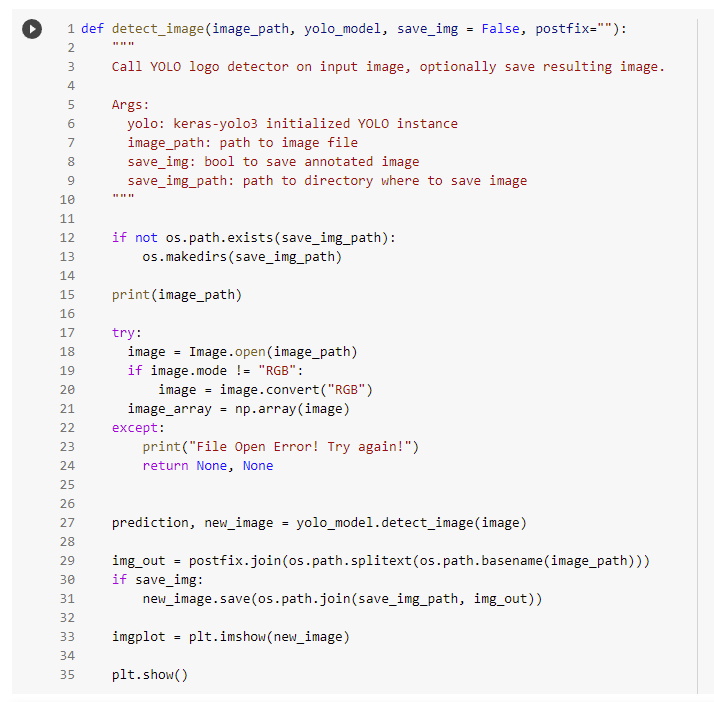 1 def detect_image(image_path, yolo_model, save_img = False, postfix=""):
2     """
3     Call YOLO logo detector on input image, optionally save resulting image.
4
5     Args:
6       yolo: keras-yolo3 initialized YOLO instance
7       image_path: path to image file
8       save_img: bool to save annotated image
9       save_img_path: path to directory where to save image
10     """
11
12     if not os.path.exists(save_img_path):
13         os.makedirs(save_img_path)
14
15     print(image_path)
16
17     try:
18       image = Image.open(image_path)
19       if image.mode != "RGB":
20           image = image.convert("RGB")
21       image_array = np.array(image)
22     except:
23         print("File Open Error! Try again!")
24         return None, None
25
26
27     prediction, new_image = yolo_model.detect_image(image)
28
29     img_out = postfix.join(os.path.splitext(os.path.basename(image_path)))
30     if save_img:
31         new_image.save(os.path.join(save_img_path, img_out))
32
33     imgplot = plt.imshow(new_image)
34
35     plt.show()